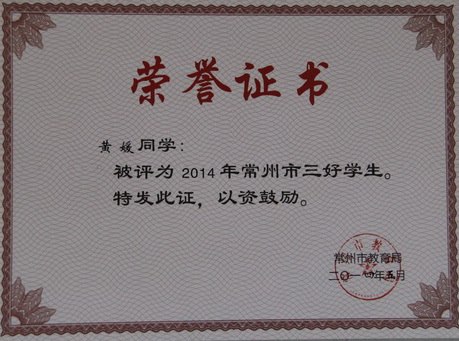 荣誉证书
黄媛同学：
被评为2014年常州市三好学生。
特发此证，以资鼓励。
常州市教育局
二〇一四年五月